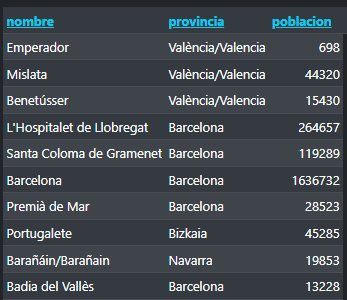 nombre provincia poblacion
Emperador València/Valencia 698
Mislata València/Valencia 44320
Benetússer València/Valencia 15430
L'Hospitalet de Llobregat Barcelona 264657
Santa Coloma de Gramenet Barcelona 119289
Barcelona Barcelona 1636732
Premià de Mar Barcelona 28523
Portugalete Bizkaia 45285
Barañáin/Barañain Navarra 19853
Badia del Vallès Barcelona 13228